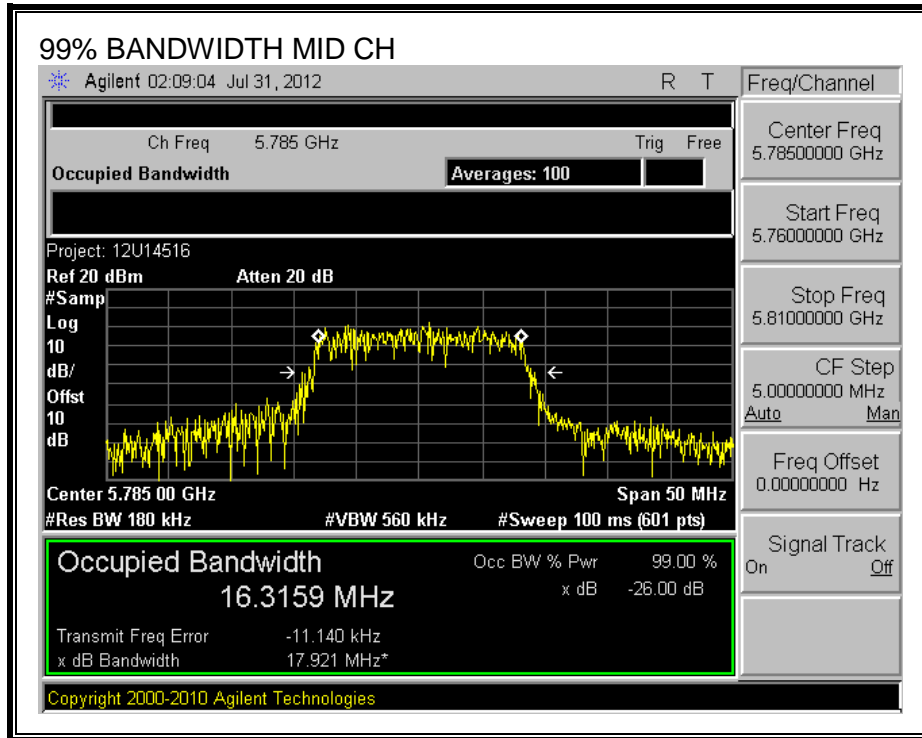 99% BANDWIDTH MID CH
Agilent 02:09:04 Jul 31, 2012 R T
Freq/Channel
Ch Freq 5.785 GHz Trig Free
Occupied Bandwidth Averages: 100
Center Freq
5.78500000 GHz
Start Freq
5.76000000 GHz
Stop Freq
5.81000000 GHz
CF Step
5.00000000 MHz
Auto Man
Freq Offset
0.00000000 Hz
Signal Track
On Off
Project: 12U14516
Ref 20 dBm Atten 20 dB
#Samp
Log
10
dB/
Offst
10
dB
Center 5.785 00 GHz Span 50 MHz
#Res BW 180 kHz #VBW 560 kHz #Sweep 100 ms (601 pts)
Occupied Bandwidth Occ BW % Pwr 99.00 %
16.3159 MHz x dB -26.00 dB
Transmit Freq Error -11.140 kHz
x dB Bandwidth 17.921 MHz*
Copyright 2000-2010 Agilent Technologies